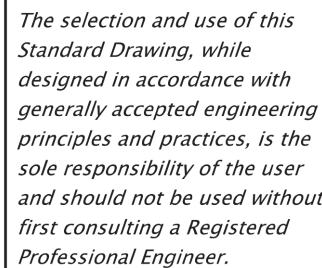 The selection and use of this
Standard Drawing, while
designed in accordance with
generally accepted engineering
principles and practices, is the
sole responsibility of the user
and should not be used without
first consulting a Registered
Professional Engineer.